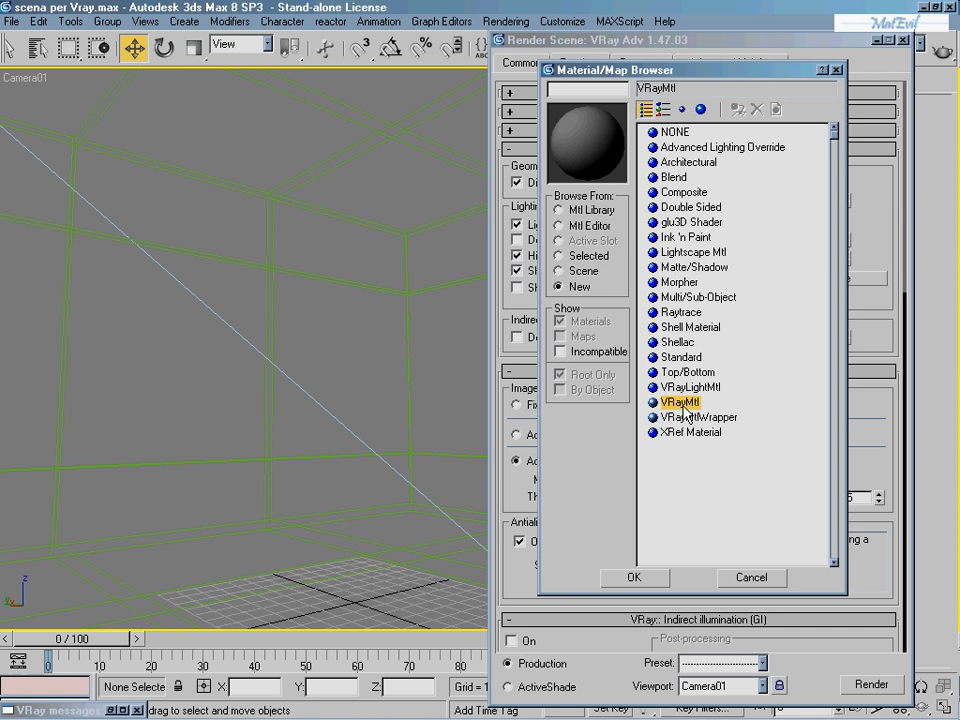 scena per Vray.max - Autodesk 3ds Max 8 SP3 - Stand-alone License
File Edit Tools Group Views Create Modifiers Character reactor Animation Graph Editors Rendering Customize MAXScript Help
MatEvil
View
Render Scene: VRay Adv 1.47.03
Camera01
Material/Map Browser
VRayMtl
NONE
Advanced Lighting Override
Architectural
Blend
Composite
Double Sided
glu3D Shader
Ink 'n Paint
Lightscape Mtl
Matte/Shadow
Morpher
Multi/Sub-Object
Raytrace
Shell Material
Shellac
Standard
Top/Bottom
VRayLightMtl
VRayMtl
XRef Material
Browse From:
Mtl Library
Mtl Editor
Active Slot
Selected
Scene
New
Show
Materials
Maps
Incompatible
Root Only
By Object
OK
Cancel
VRay:: Indirect illumination (GI)
On
Post-processing
Production
Preset:
ActiveShade
Viewport:
Camera01
Render
0 / 100
0 10 20 30 40 50 60 70 80
None Selecte
X:
Y:
Z:
Grid = 1
VRay messages
drag to select and move objects
Add Time Tag